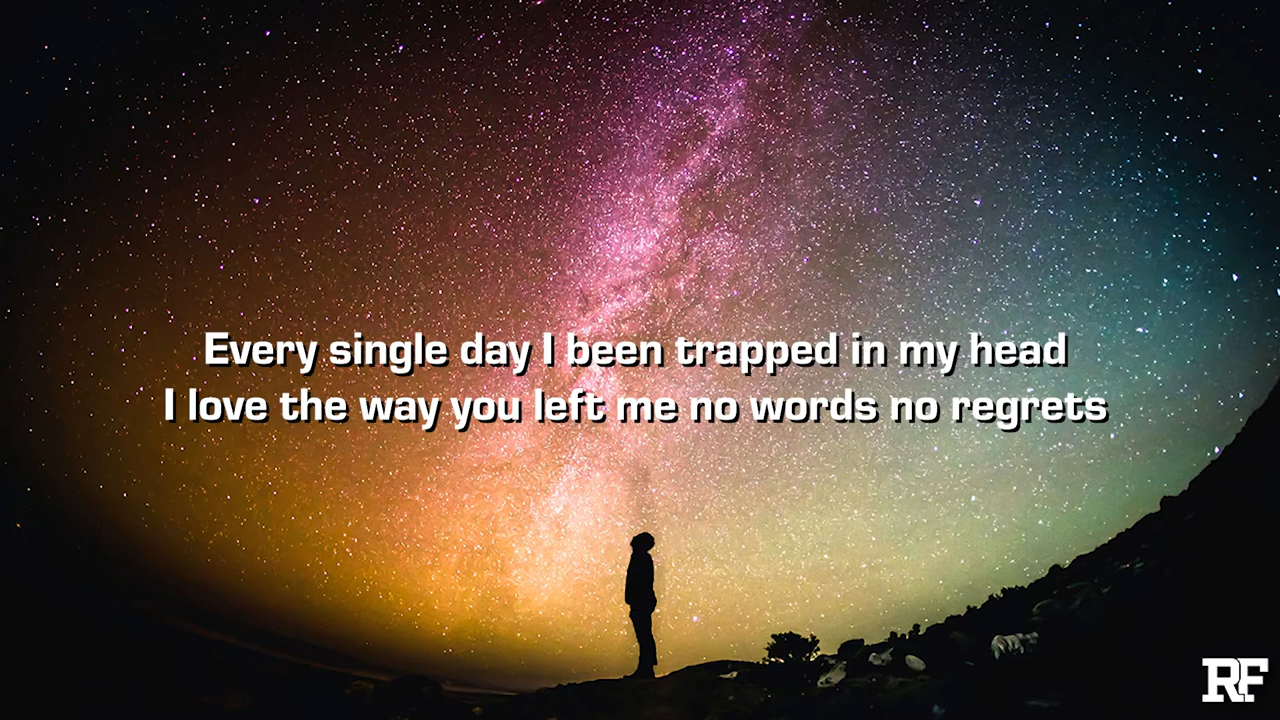 Every single day I been trapped in my head
I love the way you left me no words no regrets
RF